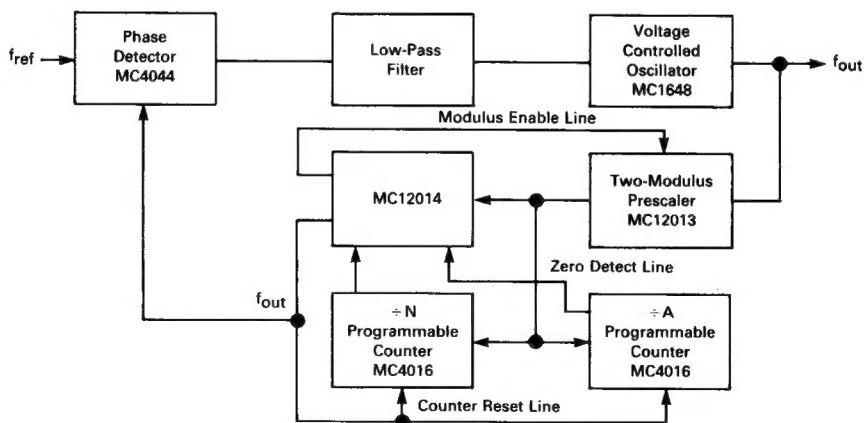 Phase
Detector
MC4044
Low-Pass
Filter
Voltage
Controlled
Oscillator
MC1648
fref
fout
Modulus Enable Line
MC12014
Two-Modulus
Prescaler
MC12013
Zero Detect Line
fout
÷N
Programmable
Counter
MC4016
÷A
Programmable
Counter
MC4016
Counter Reset Line